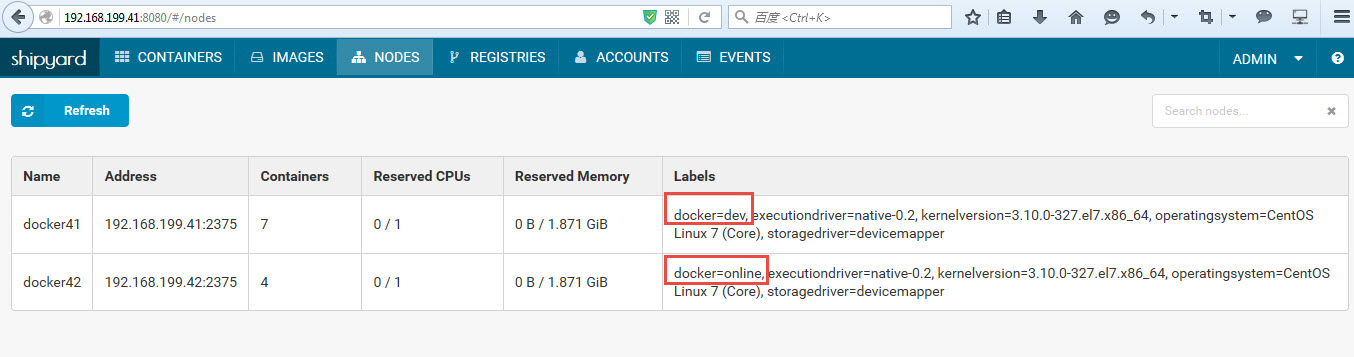 192.168.199.41:8080/#/nodes
百度 <Ctrl+K>
shipyard CONTAINERS IMAGES NODES REGISTRIES ACCOUNTS EVENTS ADMIN ?
Refresh
Search nodes...
Name Address Containers Reserved CPUs Reserved Memory Labels
docker41 192.168.199.41:2375 7 0 / 1 0 B / 1.871 GiB docker=dev, executiondriver=native-0.2, kernelversion=3.10.0-327.el7.x86_64, operatingsystem=CentOS
Linux 7 (Core), storagedriver=devicemapper
docker42 192.168.199.42:2375 4 0 / 1 0 B / 1.871 GiB docker=online, executiondriver=native-0.2, kernelversion=3.10.0-327.el7.x86_64, operatingsystem=CentOS
Linux 7 (Core), storagedriver=devicemapper